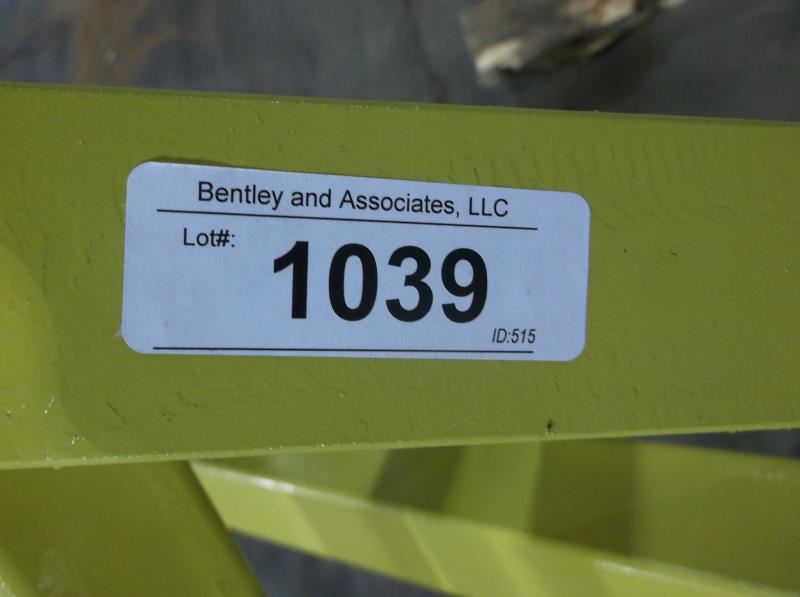 Bentley and Associates, LLC
Lot#:
1039
ID:515